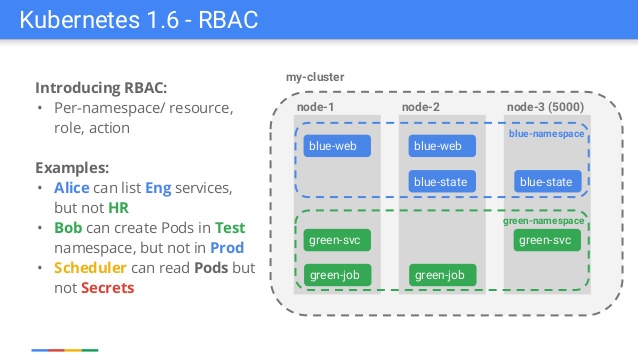 Kubernetes 1.6 - RBAC
Introducing RBAC:
• Per-namespace/ resource,
role, action
Examples:
• Alice can list Eng services,
but not HR
• Bob can create Pods in Test
namespace, but not in Prod
• Scheduler can read Pods but
not Secrets
my-cluster
node-1 node-2 node-3 (5000)
blue-namespace
blue-web blue-web
blue-state blue-state
green-namespace
green-svc green-svc
green-job green-job